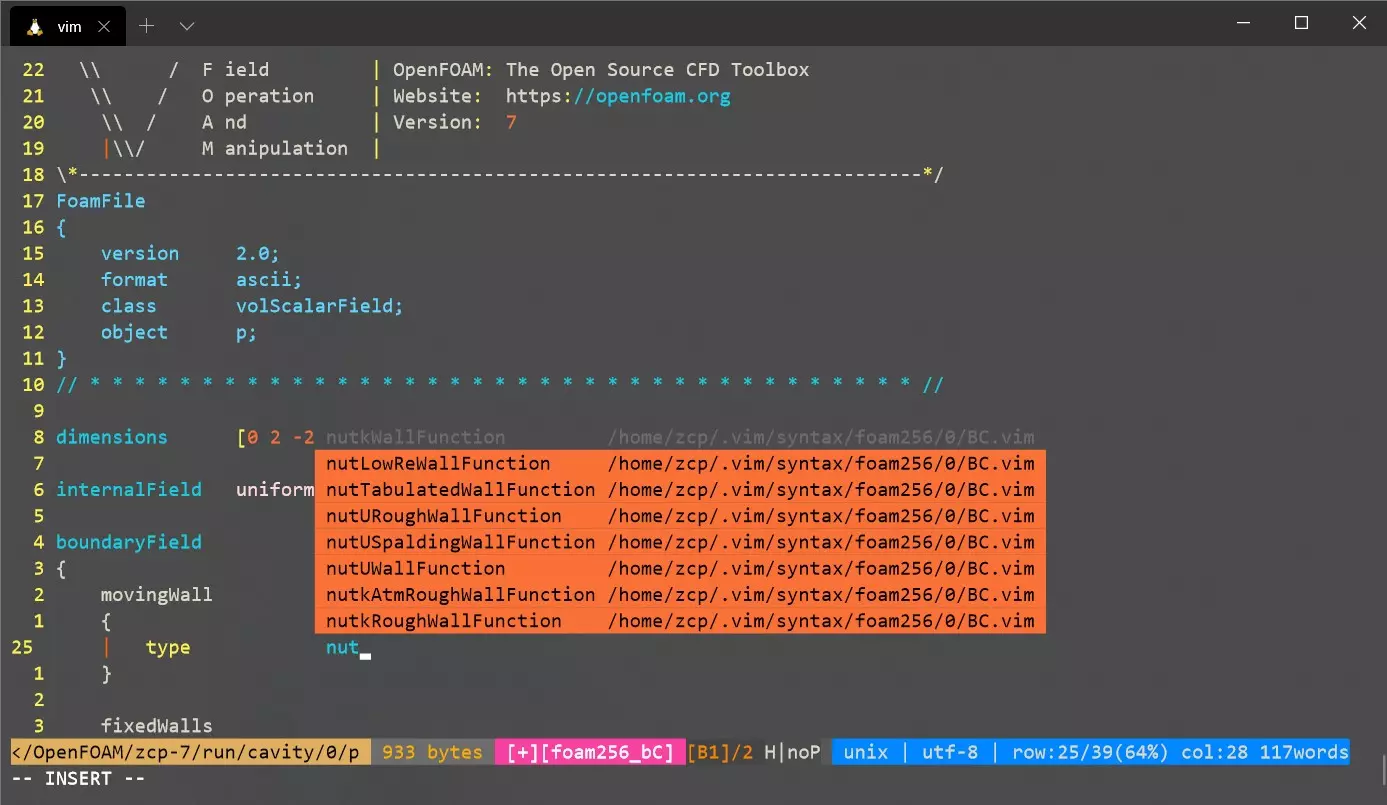 vim
22   \\      /  F ield         | OpenFOAM: The Open Source CFD Toolbox
21    \\    /   O peration     | Website:  https://openfoam.org
20     \\  /    A nd           | Version:  7
19     |\\/     M anipulation  |
18 \*---------------------------------------------------------------------------*/
17 FoamFile
16 {
15     version     2.0;
14     format      ascii;
13     class       volScalarField;
12     object      p;
11 }
10 // * * * * * * * * * * * * * * * * * * * * * * * * * * * * * * * * * * * * * //
9
8 dimensions      [0 2 -2 nutkWallFunction         /home/zcp/.vim/syntax/foam256/0/BC.vim
7                         nutLowReWallFunction     /home/zcp/.vim/syntax/foam256/0/BC.vim
6 internalField   uniform nutTabulatedWallFunction /home/zcp/.vim/syntax/foam256/0/BC.vim
5                         nutURoughWallFunction    /home/zcp/.vim/syntax/foam256/0/BC.vim
4 boundaryField           nutUSpaldingWallFunction /home/zcp/.vim/syntax/foam256/0/BC.vim
3 {                       nutUWallFunction         /home/zcp/.vim/syntax/foam256/0/BC.vim
2     movingWall          nutkAtmRoughWallFunction /home/zcp/.vim/syntax/foam256/0/BC.vim
1     {                   nutkRoughWallFunction    /home/zcp/.vim/syntax/foam256/0/BC.vim
25     |   type            nut
1     }
2
3     fixedWalls
</OpenFOAM/zcp-7/run/cavity/0/p  933 bytes  [+][foam256_bC] [B1]/2 H|noP  unix | utf-8 | row:25/39(64%) col:28 117words
-- INSERT --